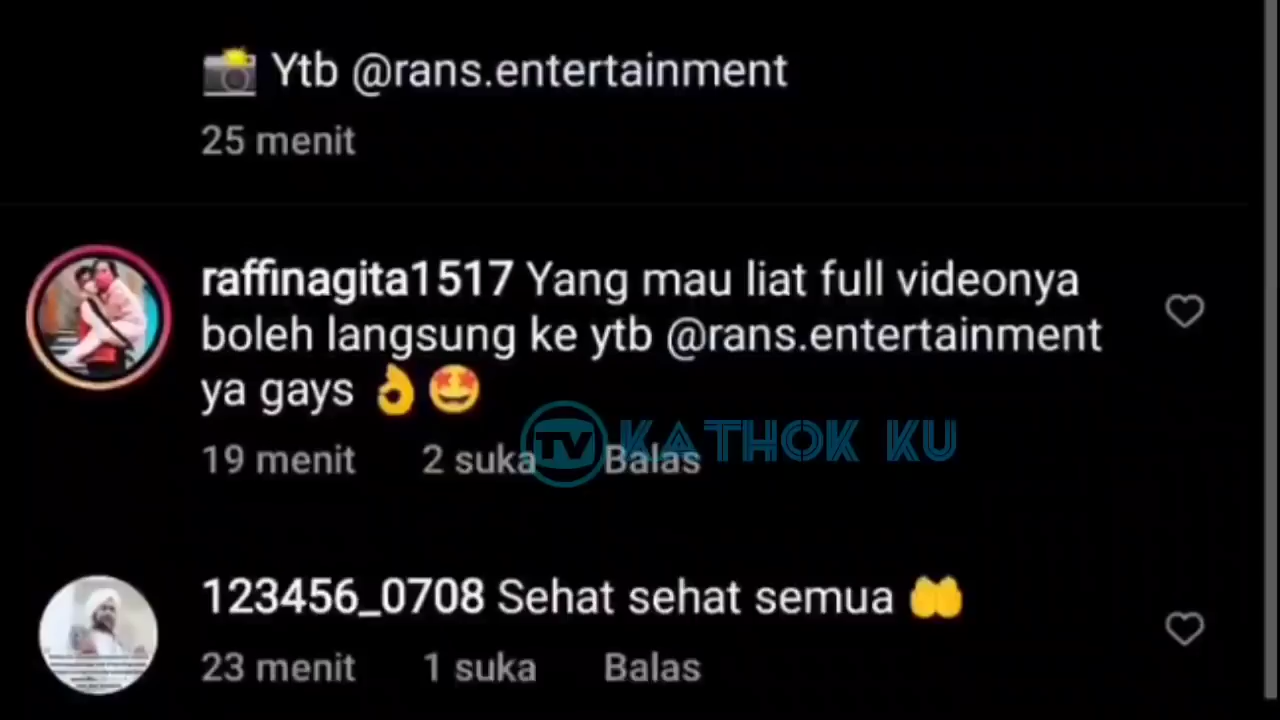 📸 Ytb @rans.entertainment
25 menit
raffinagita1517 Yang mau liat full videonya
boleh langsung ke ytb @rans.entertainment
ya gays 👌🤩
19 menit 2 suka Balas
TV KATHOK KU
123456_0708 Sehat sehat semua 🤲
23 menit 1 suka Balas